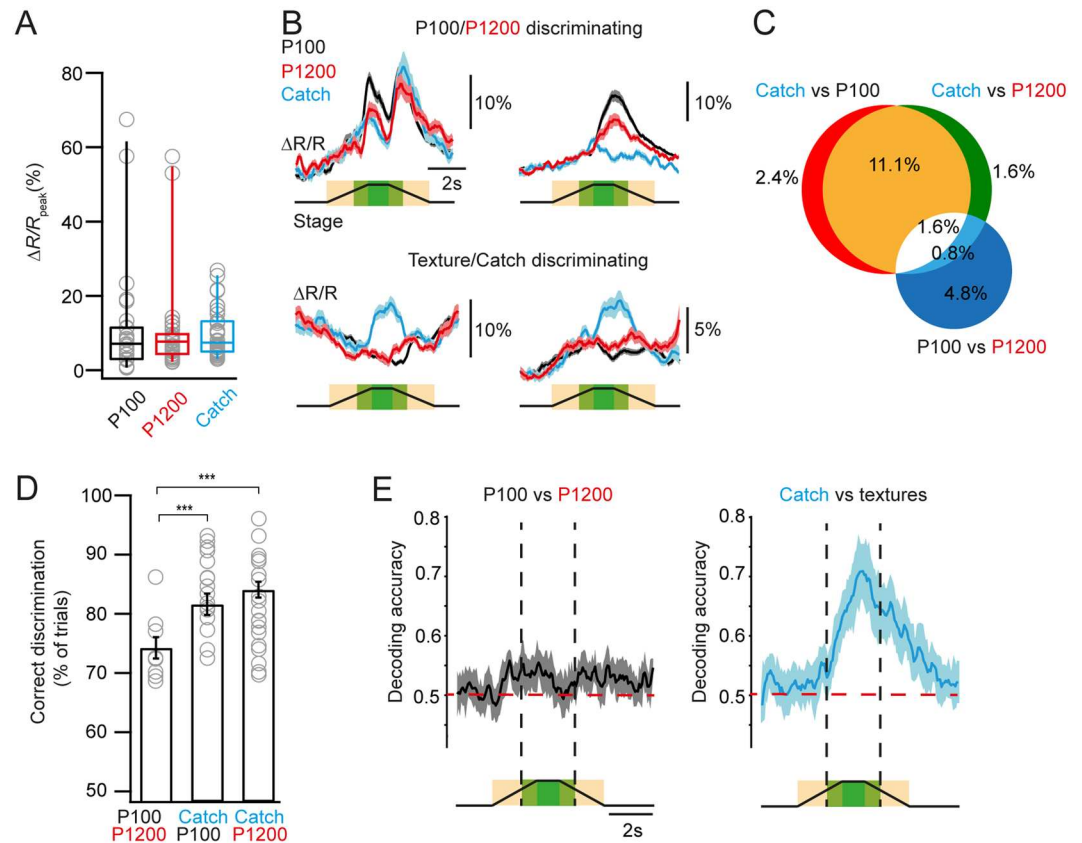 A
80
60
40
20
0
ΔR/Rpeak(%)
P100
P1200
Catch
B
P100/P1200 discriminating
P100
P1200
Catch
10%
10%
ΔR/R
2s
Stage
Texture/Catch discriminating
ΔR/R
10%
5%
C
Catch vs P100
Catch vs P1200
2.4%
11.1%
1.6%
1.6%
0.8%
4.8%
P100 vs P1200
D
100
90
80
70
60
50
Correct discrimination
(% of trials)
***
***
P100
P1200
Catch
P100
Catch
P1200
E
P100 vs P1200
0.8
0.7
0.6
0.5
Decoding accuracy
2s
Catch vs textures
0.8
0.7
0.6
0.5
Decoding accuracy